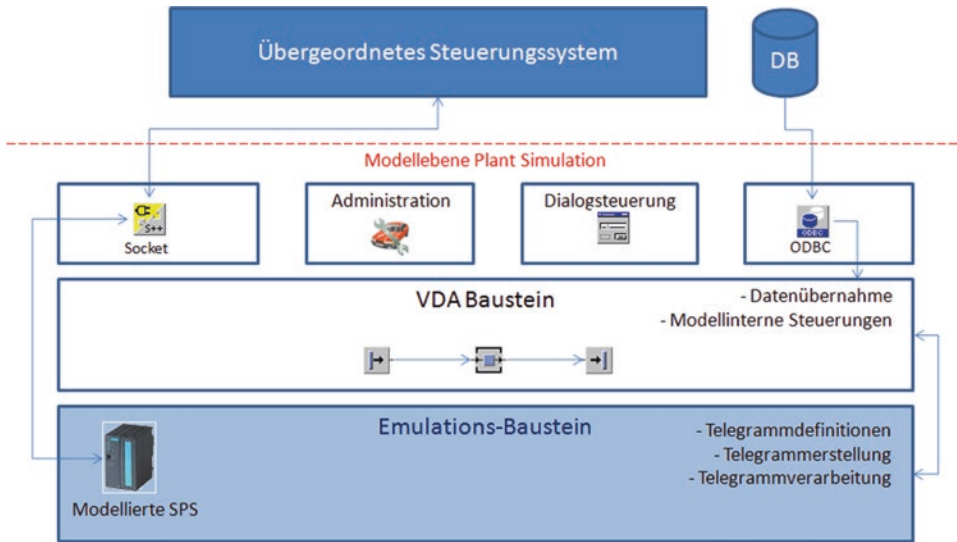 Übergeordnetes Steuerungssystem
DB
Modellebene Plant Simulation
S++
Socket
Administration
Dialogsteuerung
ODBC
ODBC
VDA Baustein
- Datenübernahme
- Modellinterne Steuerungen
Emulations-Baustein
- Telegrammdefinitionen
- Telegrammerstellung
- Telegrammverarbeitung
Modellierte SPS